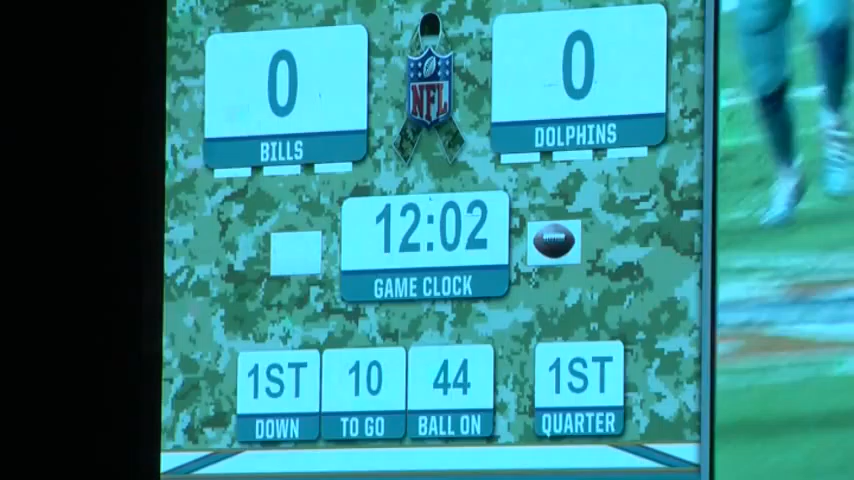 0
BILLS
NFL
0
DOLPHINS
12:02
GAME CLOCK
1ST
DOWN
10
TO GO
44
BALL ON
1ST
QUARTER